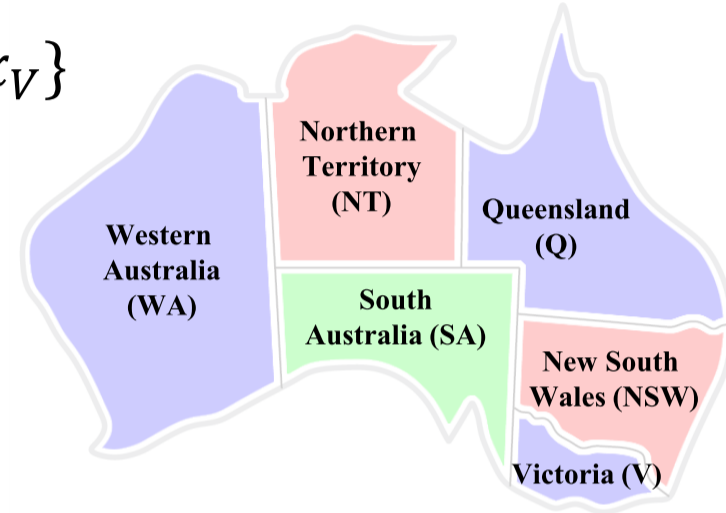 V}
Northern
Territory
(NT)
Queensland
(Q)
Western
Australia
(WA)
South
Australia (SA)
New South
Wales (NSW)
Victoria (V)